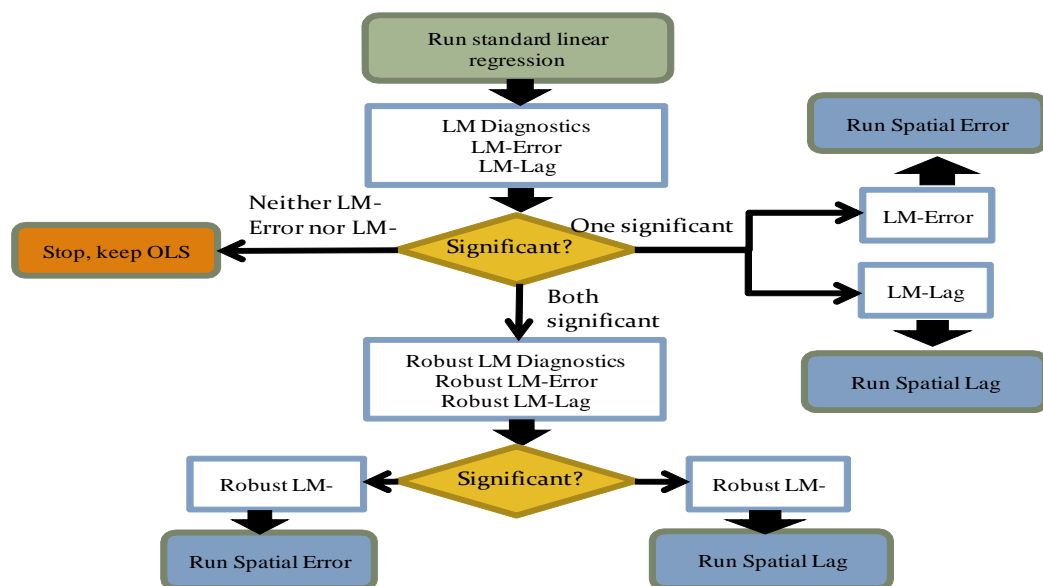 Run standard linear
regression
LM Diagnostics
LM-Error
LM-Lag
Run Spatial Error
Neither LM-
Error nor LM-
One significant
LM-Error
Stop, keep OLS
Significant?
LM-Lag
Both
significant
Robust LM Diagnostics
Robust LM-Error
Robust LM-Lag
Run Spatial Lag
Significant?
Robust LM-
Robust LM-
Run Spatial Error
Run Spatial Lag